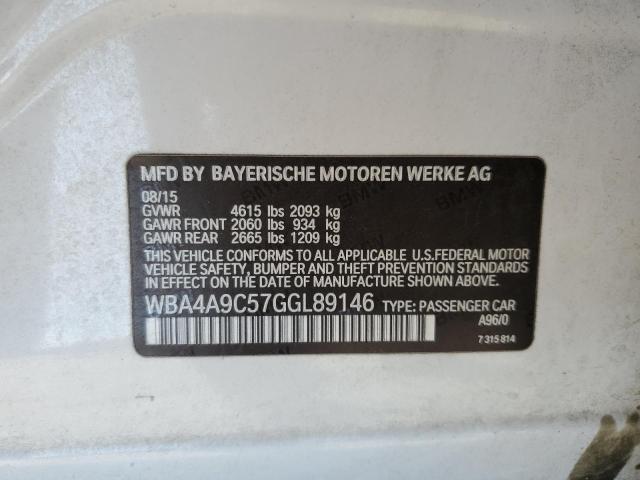 MFD BY BAYERISCHE MOTOREN WERKE AG
08/15
GVWR 4615 lbs 2093 kg
GAWR FRONT 2060 lbs 934 kg
GAWR REAR 2665 lbs 1209 kg
THIS VEHICLE CONFORMS TO ALL APPLICABLE U.S.FEDERAL MOTOR
VEHICLE SAFETY, BUMPER AND THEFT PREVENTION
STANDARDS IN EFFECT ON THE DATE OF MANUFACTURE SHOWN ABOVE.
WBA4A9C57GGL89146 TYPE: PASSENGER CAR
A96/0
7 315 814